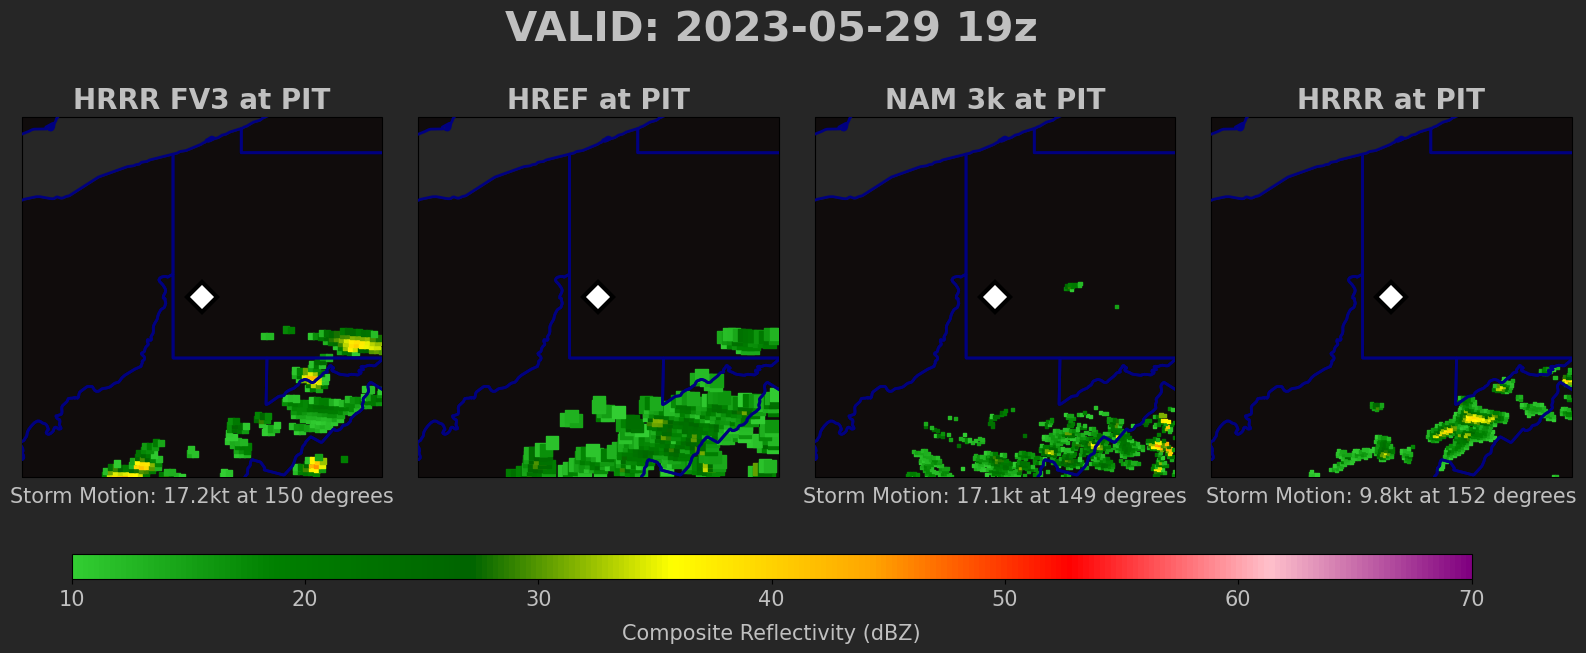 VALID: 2023-05-29 19z
HRRR FV3 at PIT
HREF at PIT
NAM 3k at PIT
HRRR at PIT
Storm Motion: 17.2kt at 150 degrees
Storm Motion: 17.1kt at 149 degrees
Storm Motion: 9.8kt at 152 degrees
10 20 30 40 50 60 70
Composite Reflectivity (dBZ)